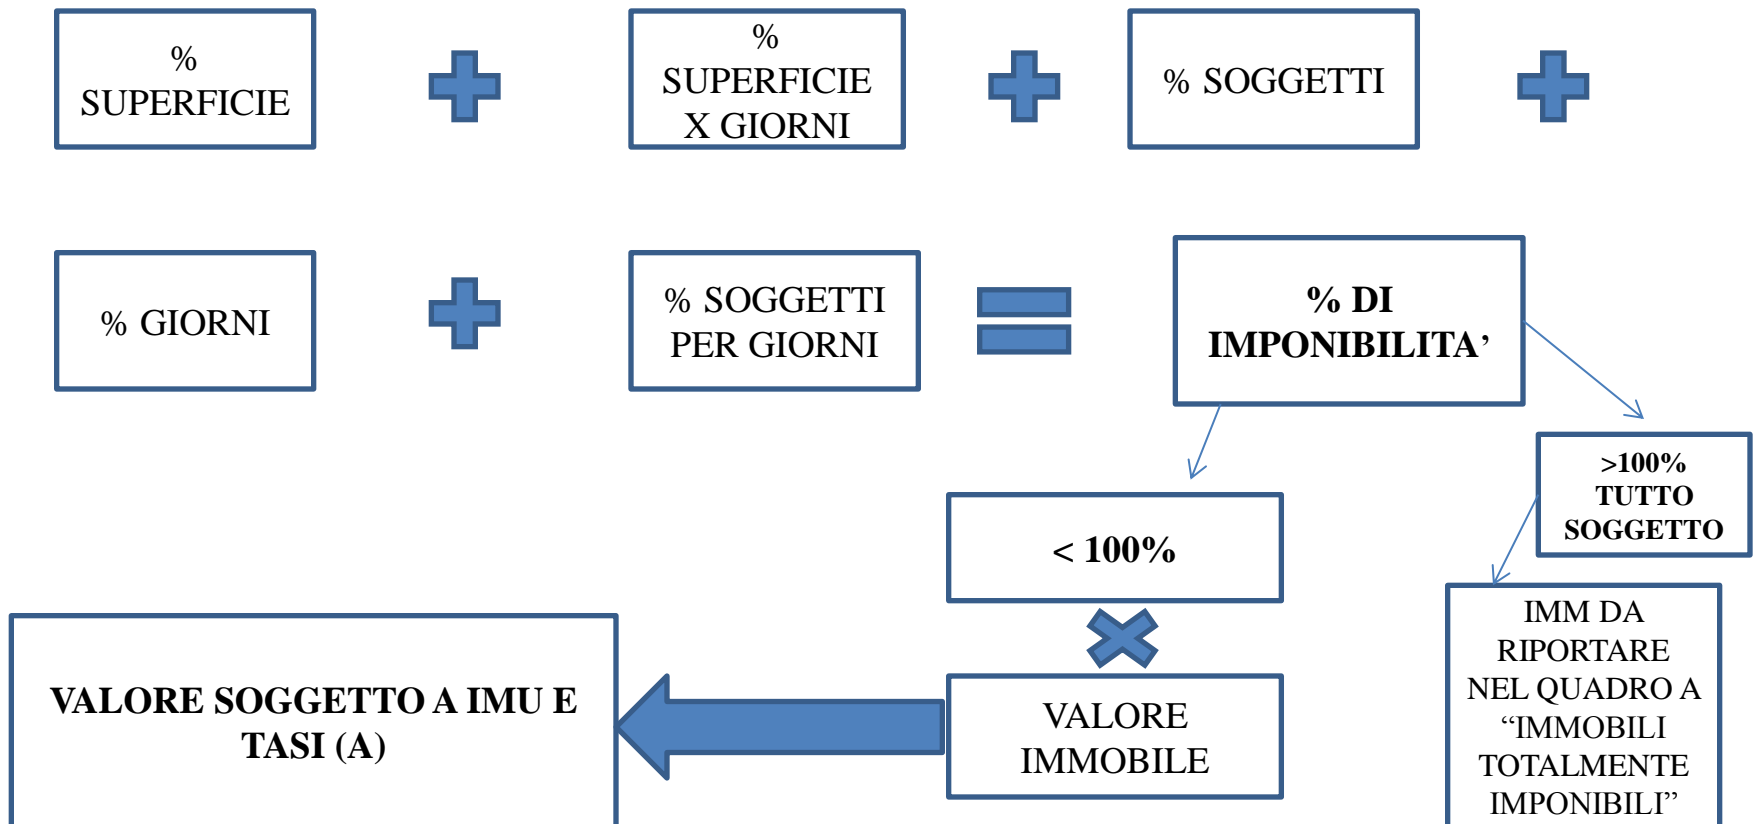 %
SUPERFICIE
%
SUPERFICIE
X GIORNI
% SOGGETTI
% GIORNI
% SOGGETTI
PER GIORNI
% DI
IMPONIBILITA’
>100%
TUTTO
SOGGETTO
< 100%
IMM DA
RIPORTARE
NEL QUADRO A
“IMMOBILI
TOTALMENTE
IMPONIBILI”
VALORE
IMMOBILE
VALORE SOGGETTO A IMU E
TASI (A)